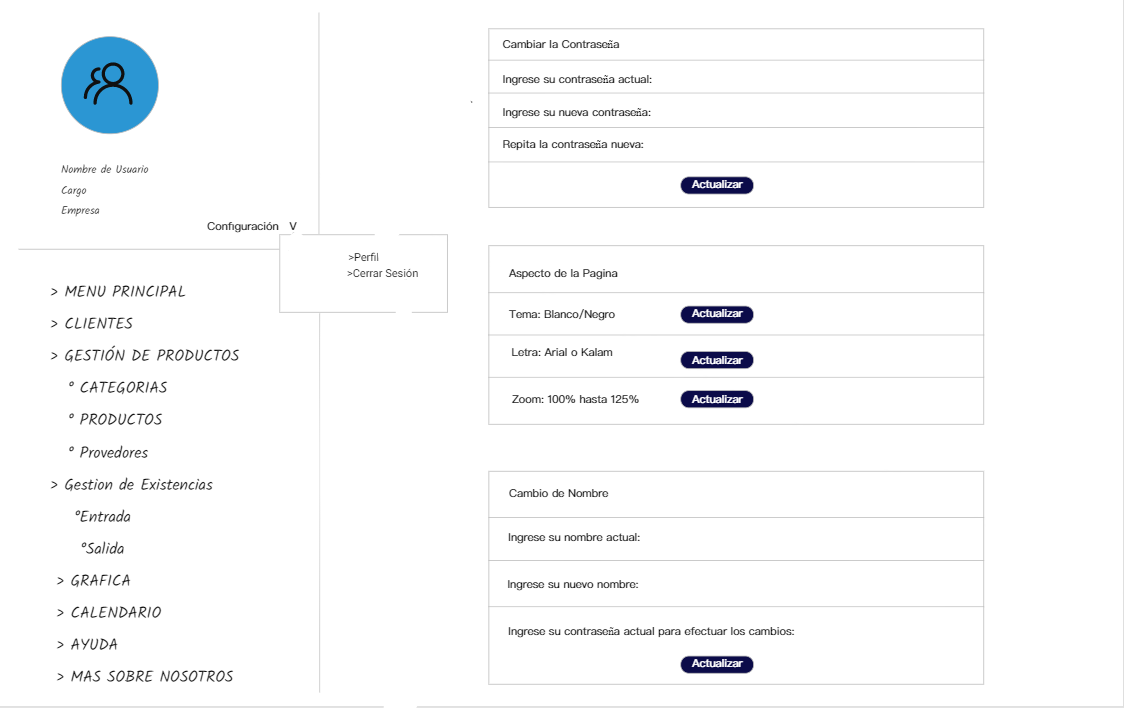 Nombre de Usuario
Cargo
Empresa
Configuración V
>Perfil
>Cerrar Sesión
> MENU PRINCIPAL
> CLIENTES
> GESTIÓN DE PRODUCTOS
° CATEGORIAS
° PRODUCTOS
° Provedores
> Gestion de Existencias
°Entrada
°Salida
> GRAFICA
> CALENDARIO
> AYUDA
> MAS SOBRE NOSOTROS
Cambiar la Contraseña
Ingrese su contraseña actual:
Ingrese su nueva contraseña:
Repita la contraseña nueva:
Actualizar
Aspecto de la Pagina
Tema: Blanco/Negro Actualizar
Letra: Arial o Kalam Actualizar
Zoom: 100% hasta 125% Actualizar
Cambio de Nombre
Ingrese su nombre actual:
Ingrese su nuevo nombre:
Ingrese su contraseña actual para efectuar los cambios:
Actualizar